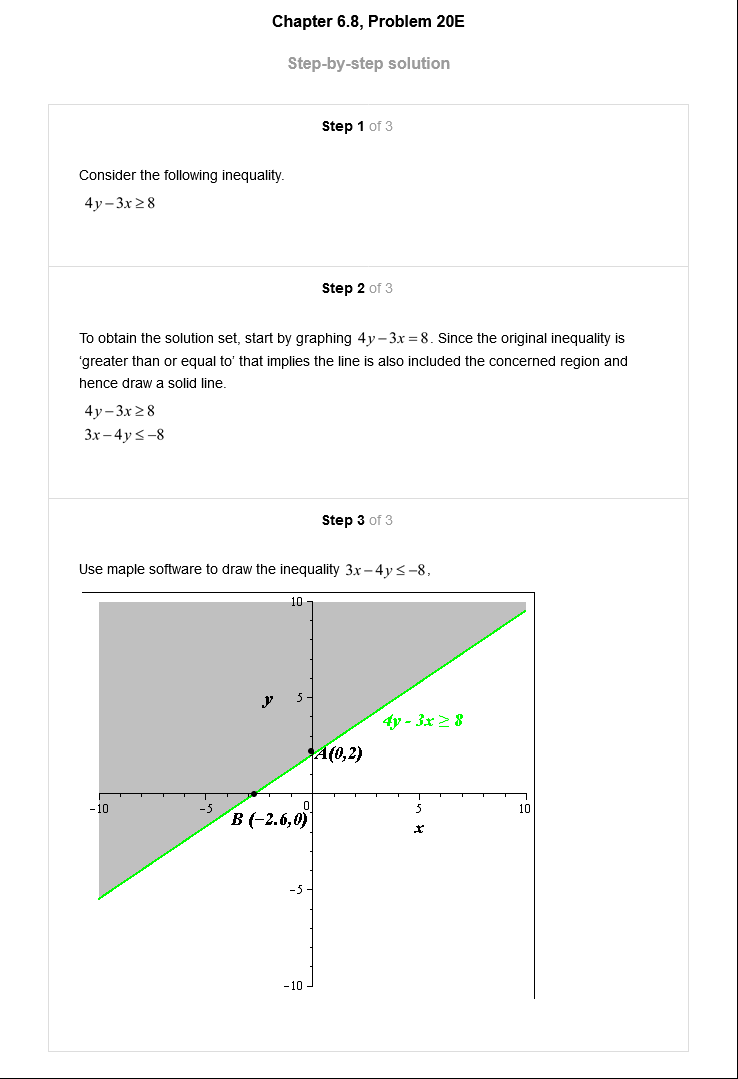 Chapter 6.8, Problem 20E
Step-by-step solution
Step 1 of 3
Consider the following inequality.
4y−3x≥8
Step 2 of 3
To obtain the solution set, start by graphing 4y−3x=8. Since the original inequality is
‘greater than or equal to’ that implies the line is also included the concerned region and
hence draw a solid line.
4y−3x≥8
3x−4y≤−8
Step 3 of 3
Use maple software to draw the inequality 3x−4y≤−8,
10
y 5
4y - 3x ≥ 8
A(0,2)
−10 −5 0 5 10
B (−2.6,0)
x
−5
−10